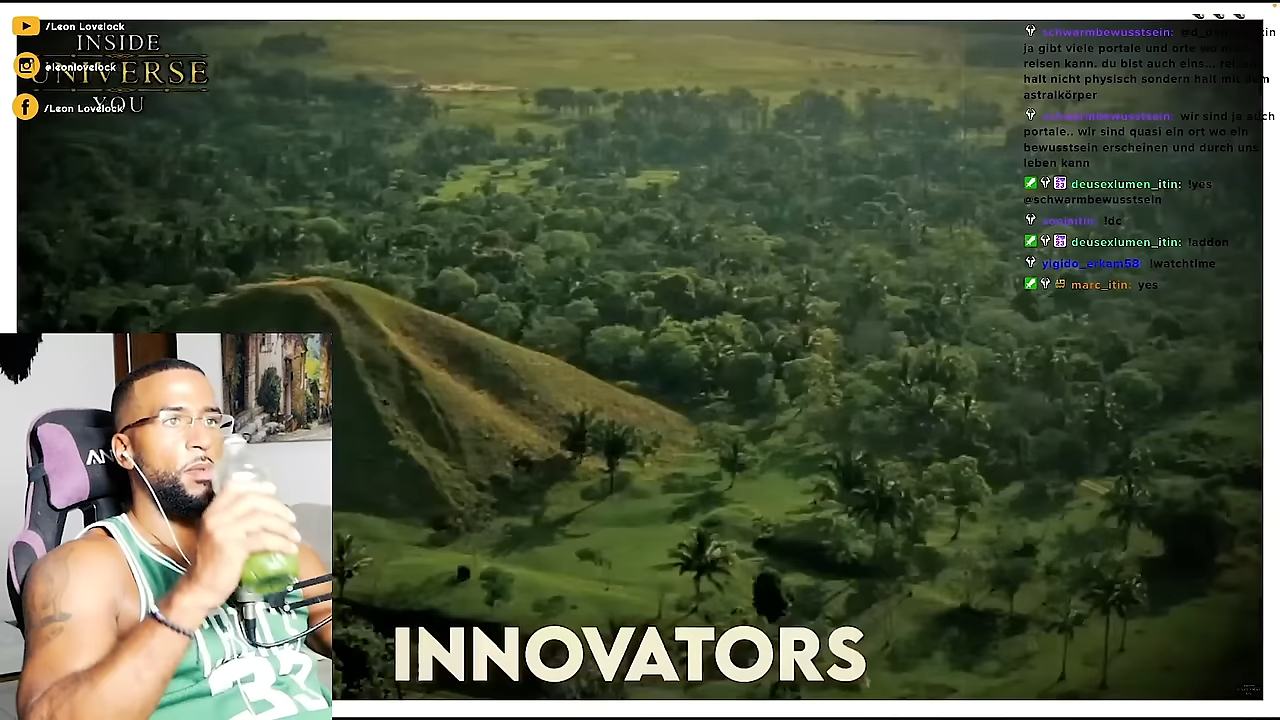 /Leon Lovelock
INSIDE
UNIVERSE
@leonlovelock
YOU
/Leon Lovelock
schwarmbewusstsein:
ja gibt viele portale und orte wo
reisen kann. du bist auch eins...
halt nicht physisch sondern halt mit dem
astralkörper
schwarmbewusstsein: wir sind ja auch
portale.. wir sind quasi ein ort wo ein
bewusstsein erscheinen und durch uns
leben kann
deusexlumen_itin: !yes
@schwarmbewusstsein
!dc
deusexlumen_itin: !addon
yigido_erkam58: !watchtime
marc_itin: yes
AN
33
INNOVATORS